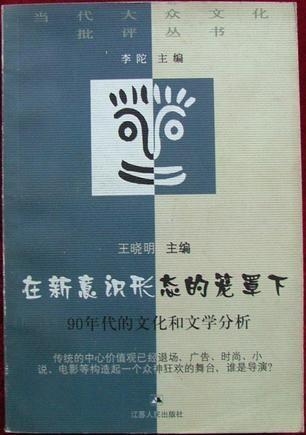 当代大众文化
批评丛书
李陀 主编
王晓明 主编
在新意识形态的笼罩下
90年代的文化和文学分析
传统的中心价值观已经退场、广告、时尚、小
说、电影等构造起一个众神狂欢的舞台、谁是导演?
江苏人民出版社